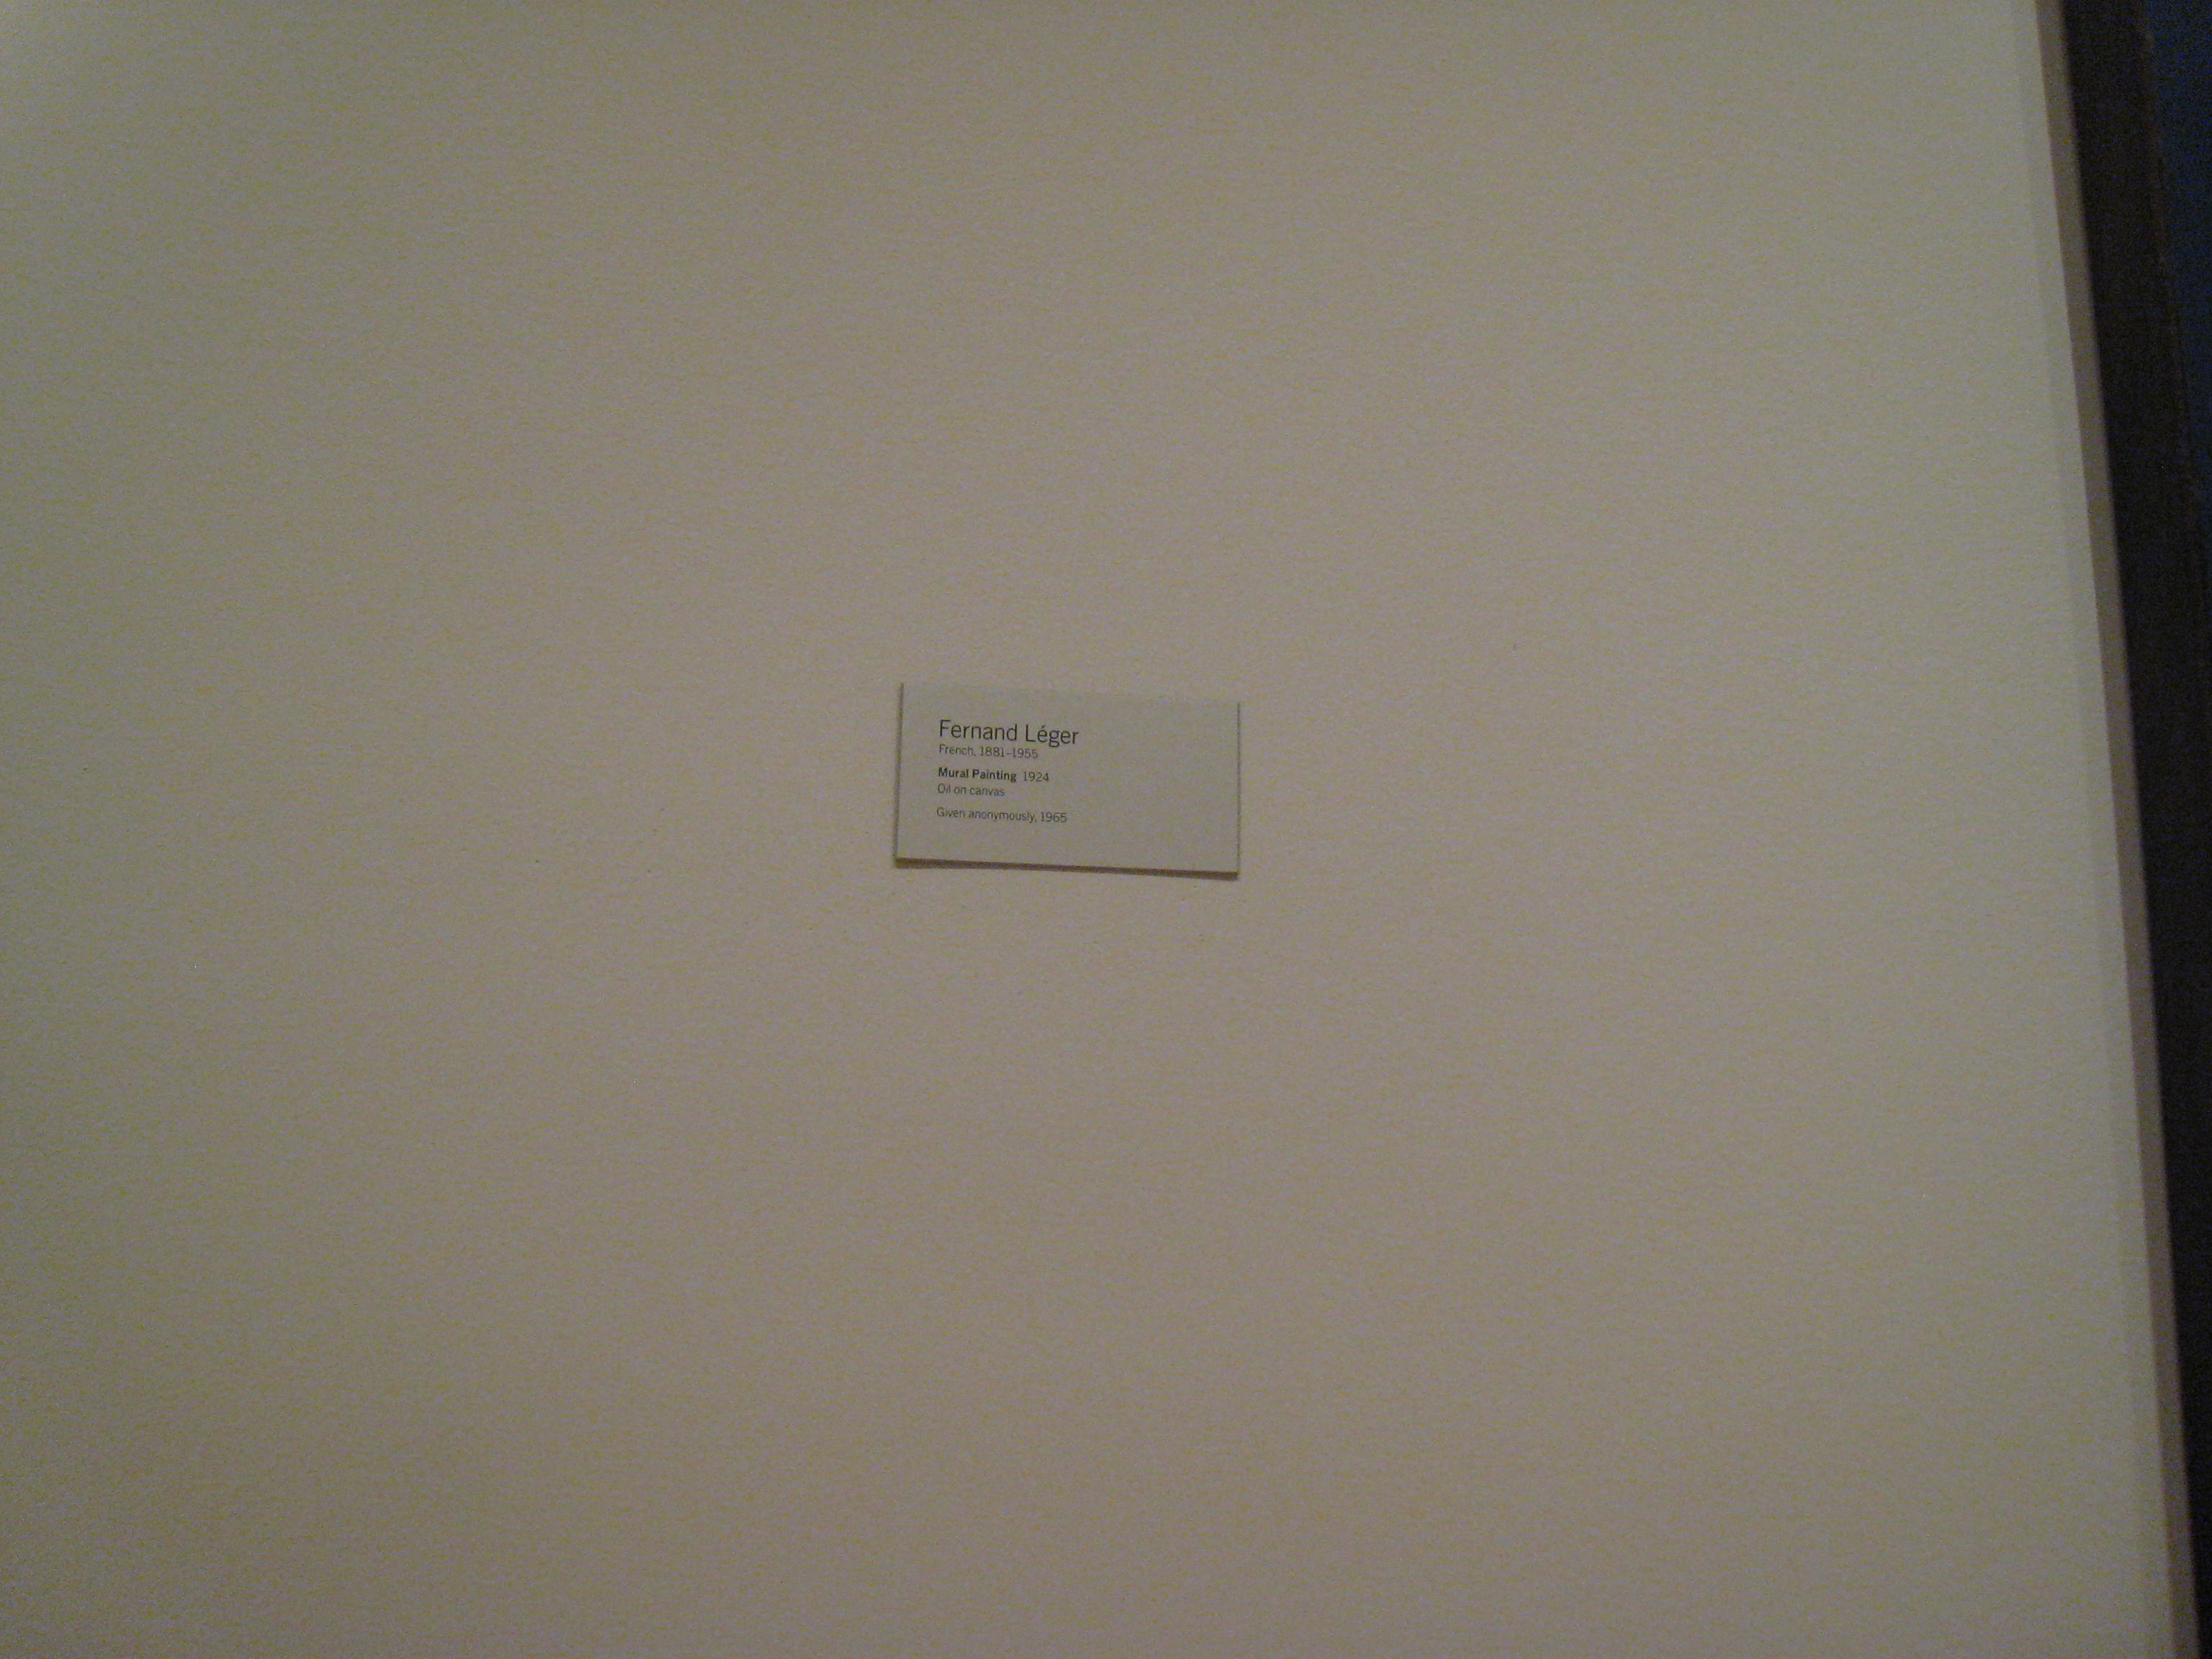 Fernand Léger
French, 1881–1955
Mural Painting 1924
Oil on canvas
Given anonymously, 1965